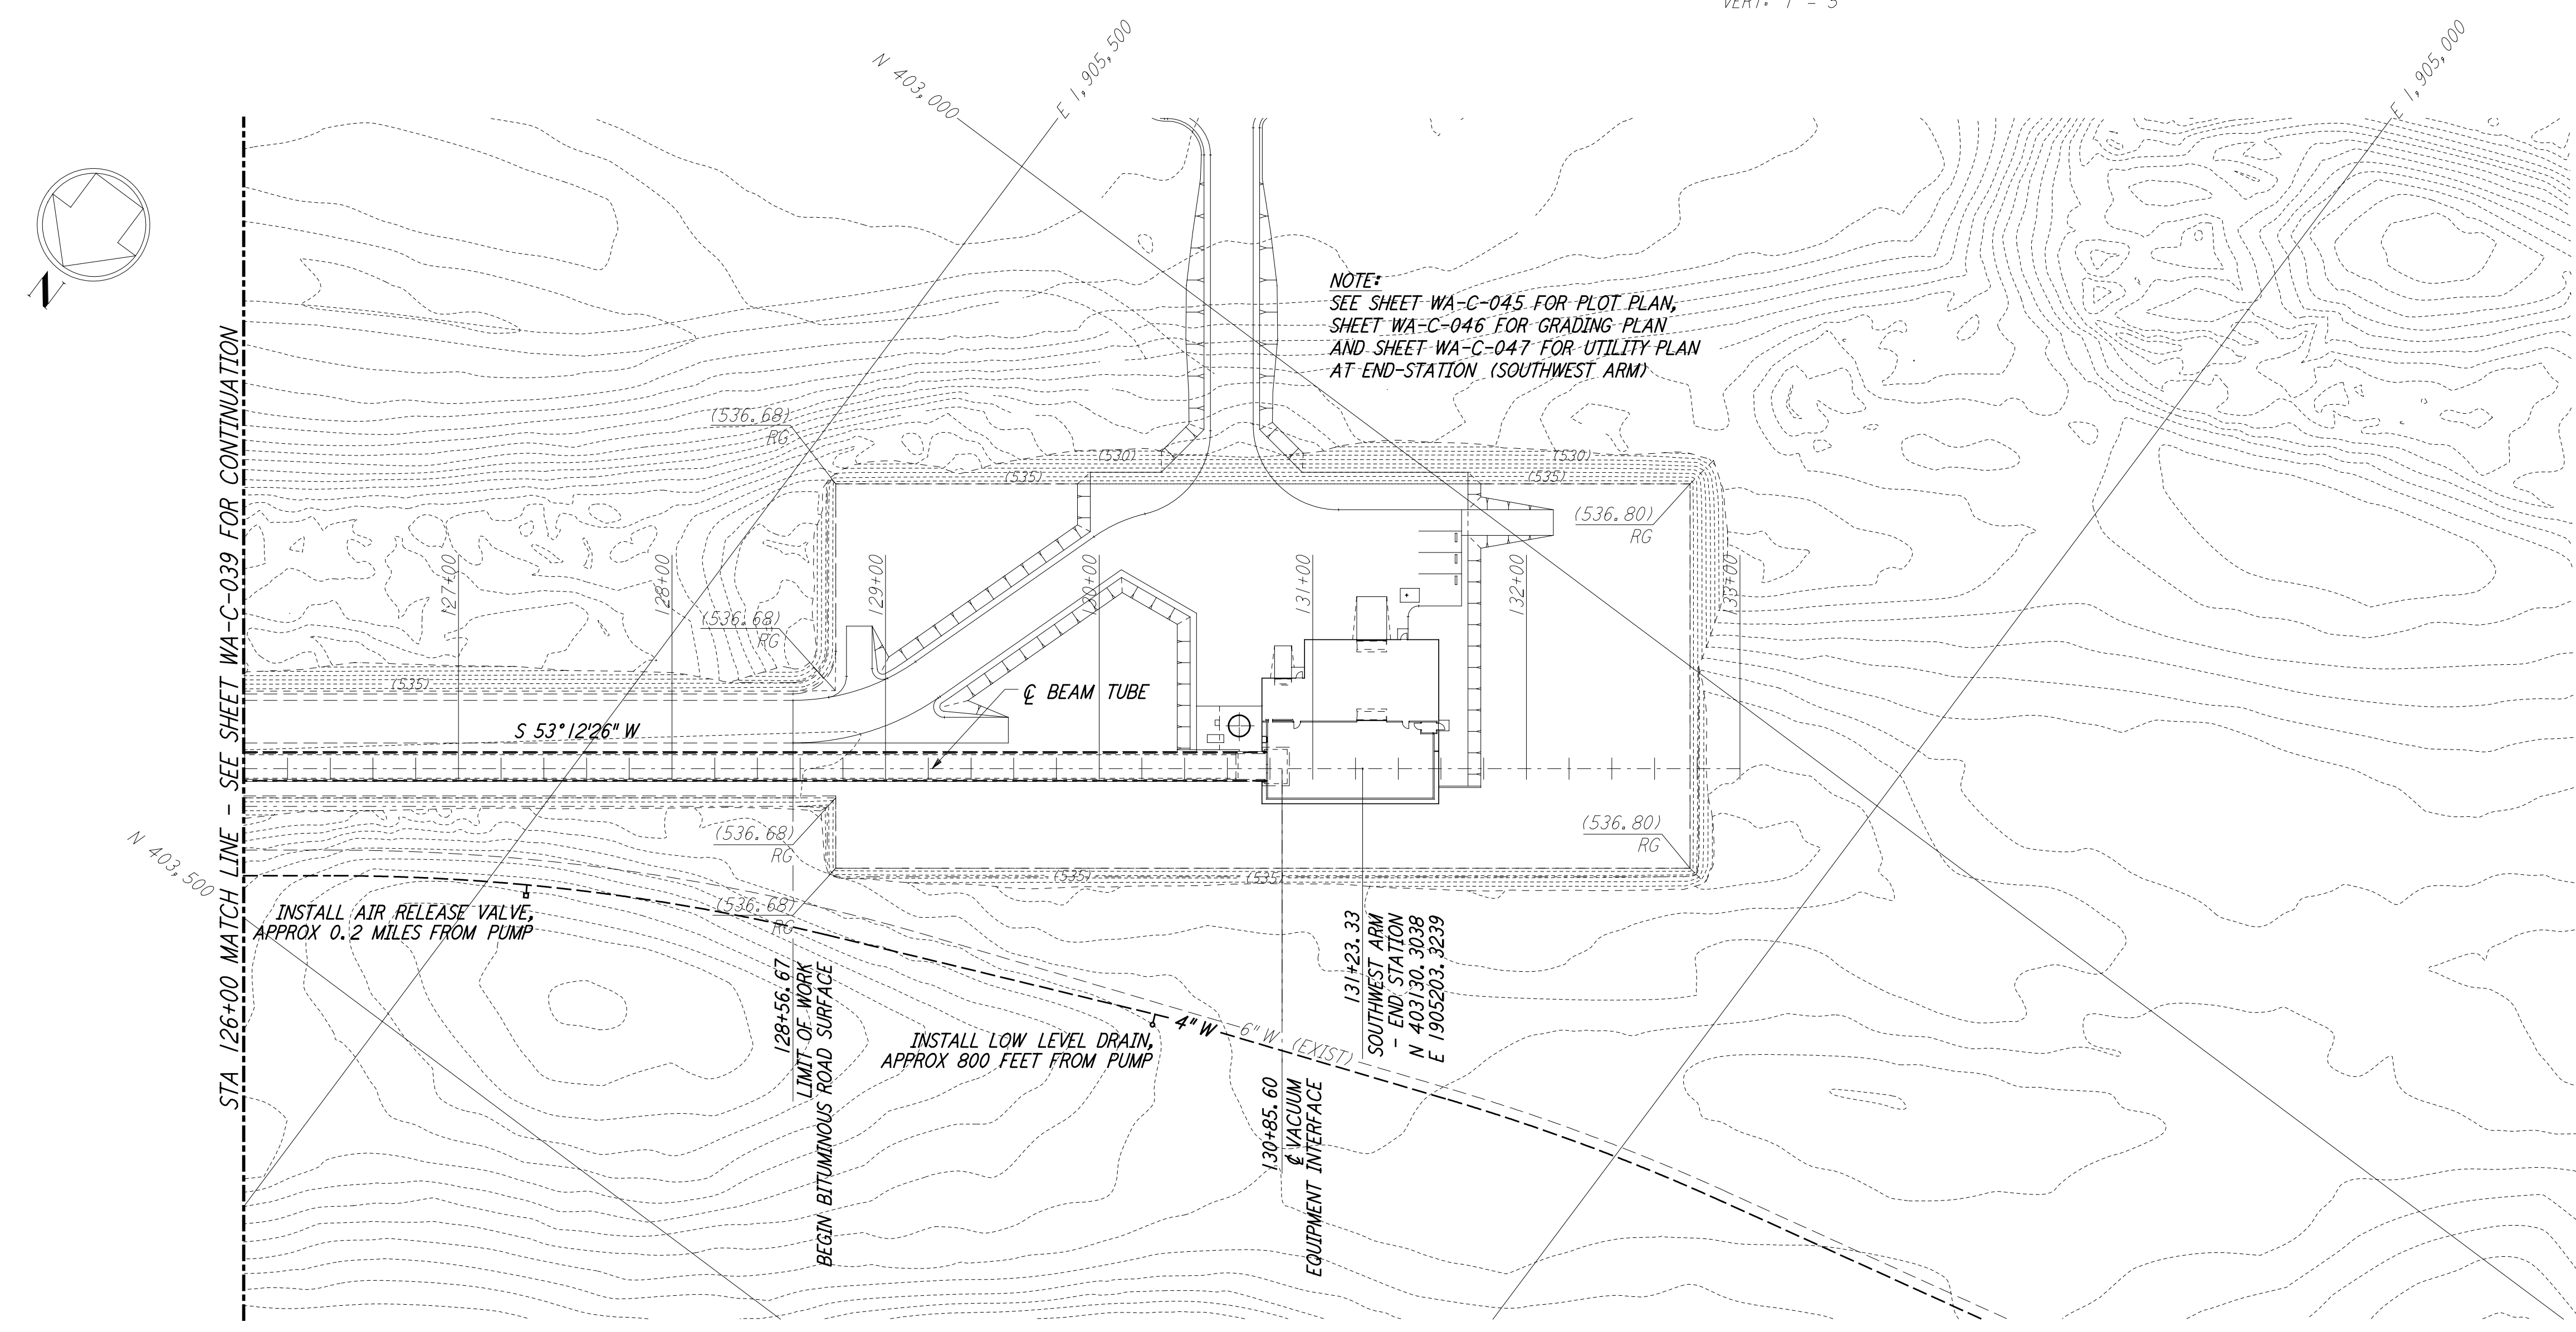 VERT. 1" = 5'
E 1,905,500
N 403,000
E 1,905,000
N
STA 126+00 MATCH LINE - SEE SHEET WA-C-039 FOR CONTINUATION
NOTE:
SEE SHEET WA-C-045 FOR PLOT PLAN,
SHEET WA-C-046 FOR GRADING PLAN
AND SHEET WA-C-047 FOR UTILITY PLAN
AT END-STATION (SOUTHWEST ARM)
(536.68)
RG
(530)
(530)
(535)
(535)
(536.80)
RG
127+00
128+00
129+00
130+00
131+00
132+00
133+00
(536.68)
RG
(535)
℄ BEAM TUBE
S 53°12'26" W
(536.68)
RG
(536.80)
RG
N 403,500
(535)
(535)
(536.68)
RG
INSTALL AIR RELEASE VALVE,
APPROX 0.2 MILES FROM PUMP
128+56.67
LIMIT OF WORK
BEGIN BITUMINOUS ROAD SURFACE
INSTALL LOW LEVEL DRAIN,
APPROX 800 FEET FROM PUMP
4" W
6" W (EXIST)
131+23.33
SOUTHWEST ARM
- END STATION
N 403130.3038
E 1905203.3239
130+85.60
℄ VACUUM
EQUIPMENT INTERFACE